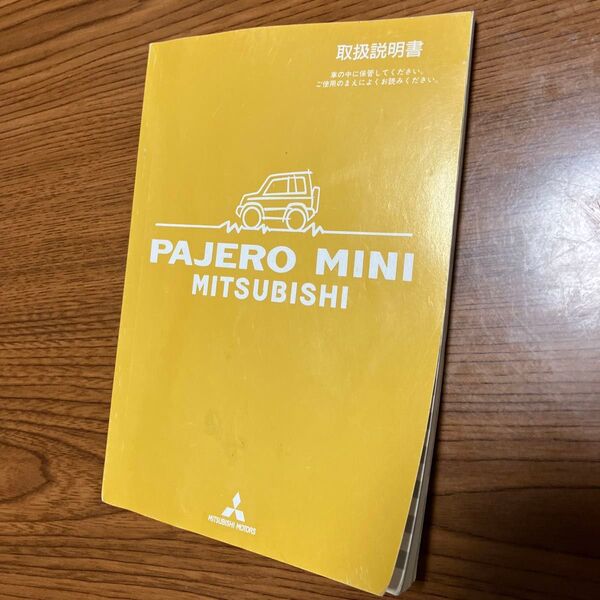 取扱説明書
車の中に保管してください。
ご使用のまえによくお読みください。
PAJERO MINI
MITSUBISHI
MITSUBISHI MOTORS